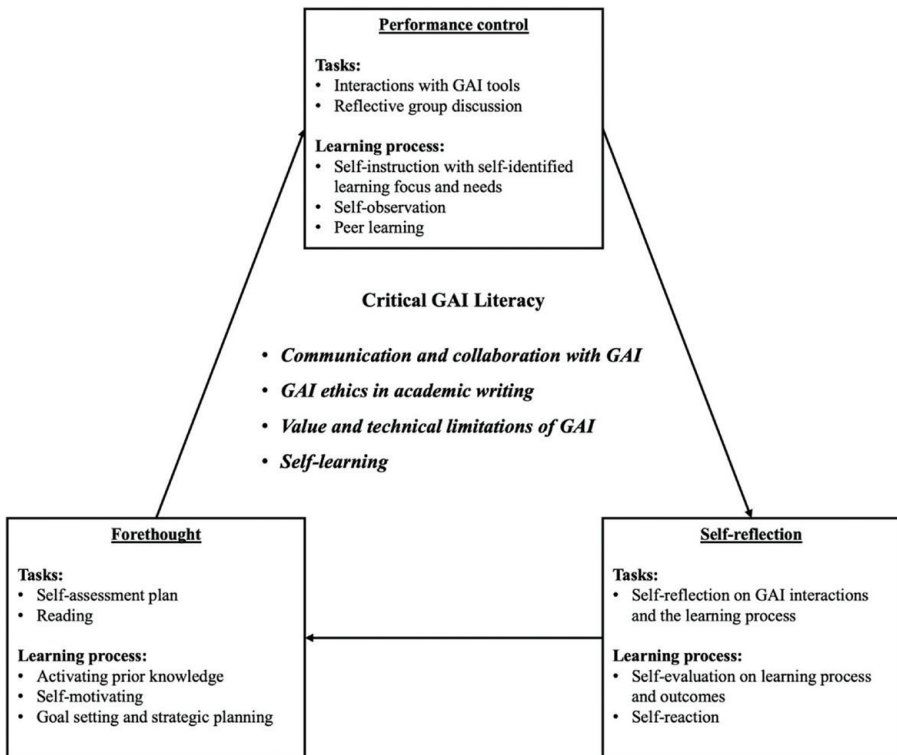 Performance control
Tasks:
• Interactions with GAI tools
• Reflective group discussion
Learning process:
• Self-instruction with self-identified
learning focus and needs
• Self-observation
• Peer learning
Critical GAI Literacy
• Communication and collaboration with GAI
• GAI ethics in academic writing
• Value and technical limitations of GAI
• Self-learning
Forethought
Tasks:
• Self-assessment plan
• Reading
Learning process:
• Activating prior knowledge
• Self-motivating
• Goal setting and strategic planning
Self-reflection
Tasks:
• Self-reflection on GAI interactions
and the learning process
Learning process:
• Self-evaluation on learning process
and outcomes
• Self-reaction